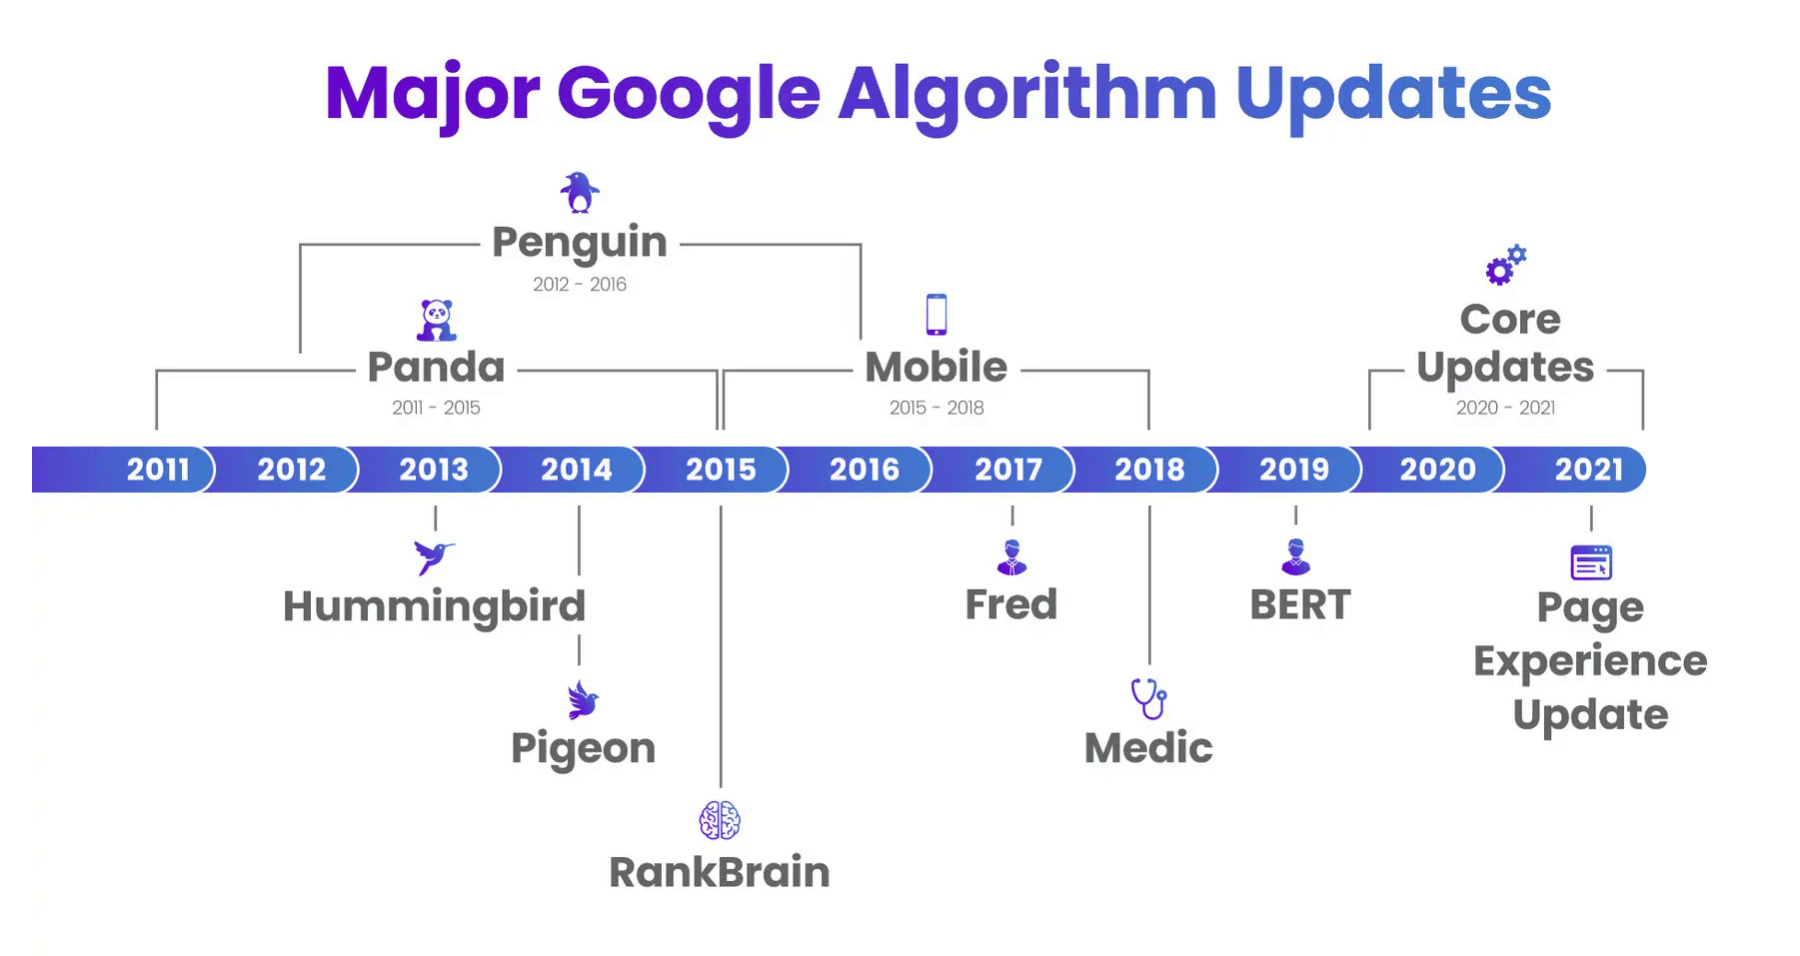 Major Google Algorithm Updates
Penguin
2012 - 2016
Panda
2011 - 2015
Mobile
2015 - 2018
Core
Updates
2020 - 2021
2011 2012 2013 2014 2015 2016 2017 2018 2019 2020 2021
Hummingbird
Pigeon
RankBrain
Fred
Medic
BERT
Page
Experience
Update